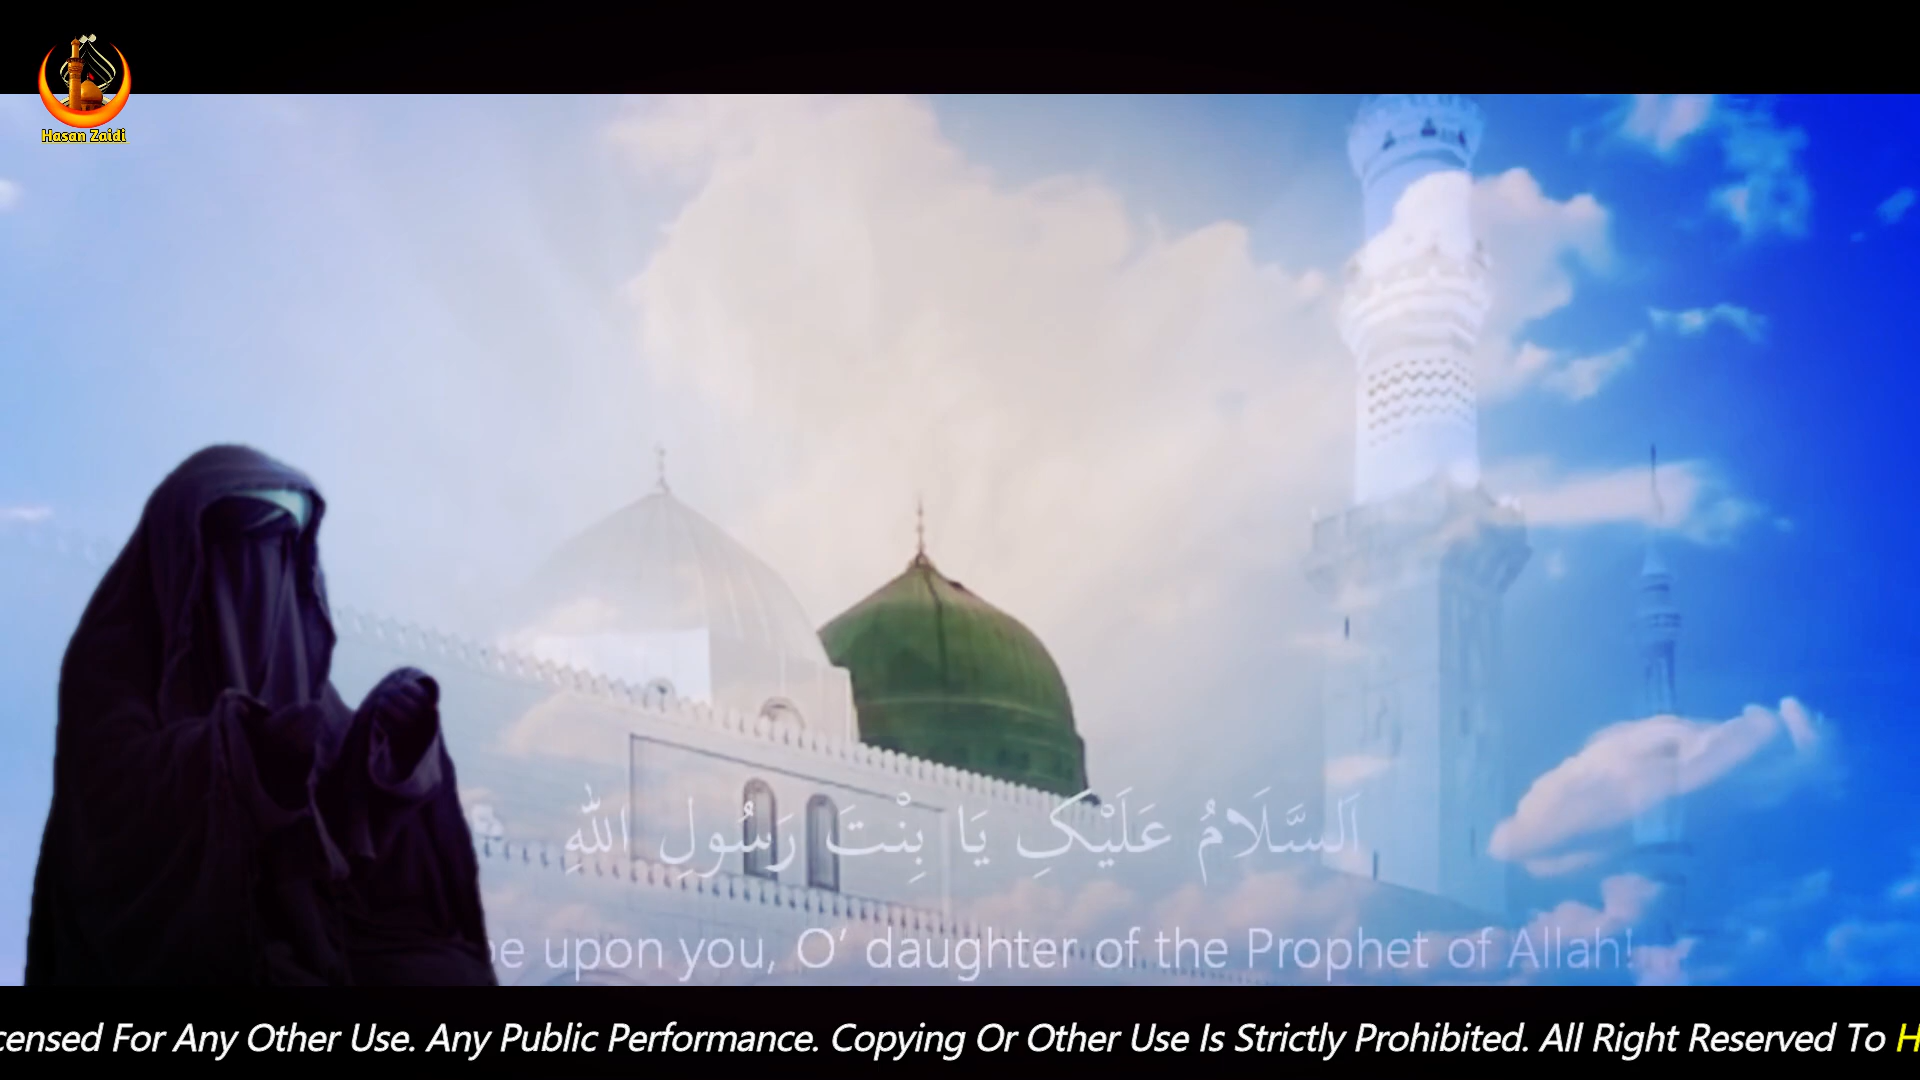 Hasan Zaidi
اَلسَّلَامُ عَلَيْكِ يَا بِنْتَ رَسُولِ اللّٰهِ
be upon you, O' daughter of the Prophet of Allah!
censed For Any Other Use. Any Public Performance. Copying Or Other Use Is Strictly Prohibited. All Right Reserved To H